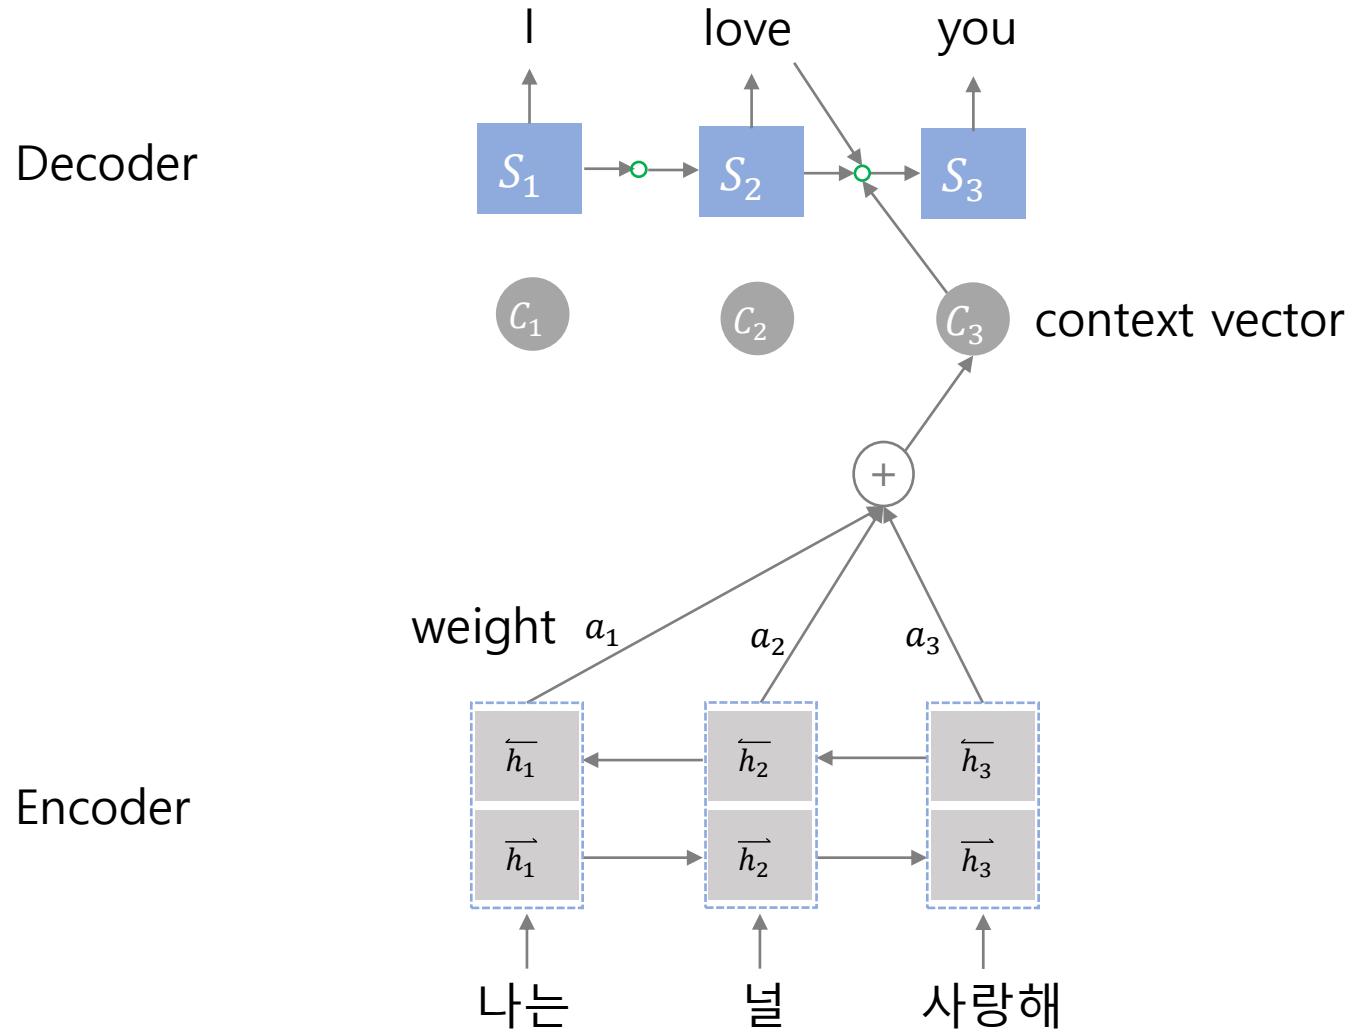 I love you
Decoder
S₁ S₂ S₃
C₁ C₂ C₃ context vector
+
weight a₁ a₂ a₃
←h₁ ←h₂ ←h₃
Encoder
→h₁ →h₂ →h₃
나는 널 사랑해